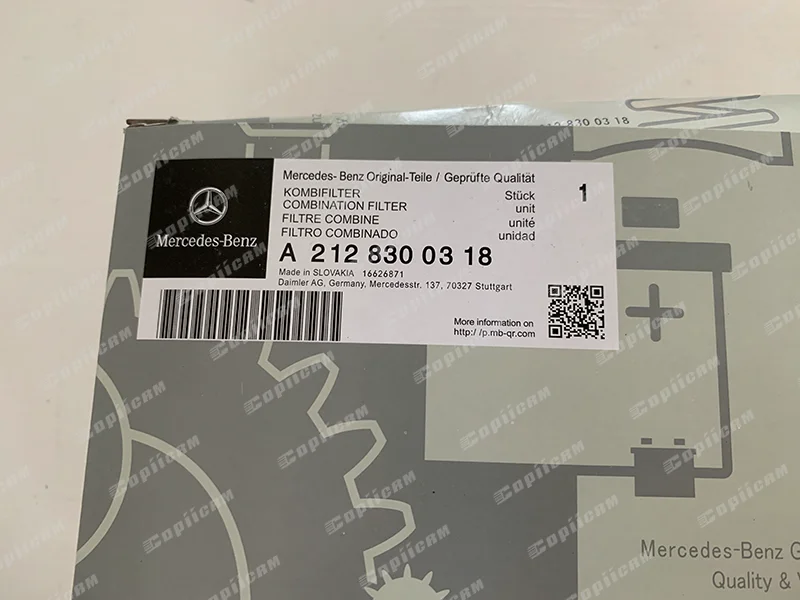 830 03 18
Mercedes-Benz
Mercedes- Benz Original-Teile / Geprüfte Qualität
KOMBIFILTER
COMBINATION FILTER
FILTRE COMBINE
FILTRO COMBINADO
Stück
unit
unité
unidad
1
A 212 830 03 18
Made in SLOVAKIA 16626871
Daimler AG, Germany, Mercedesstr. 137, 70327 Stuttgart
More information on
http://p.mb-qr.com
Mercedes-Benz G
Quality &
Copiicam